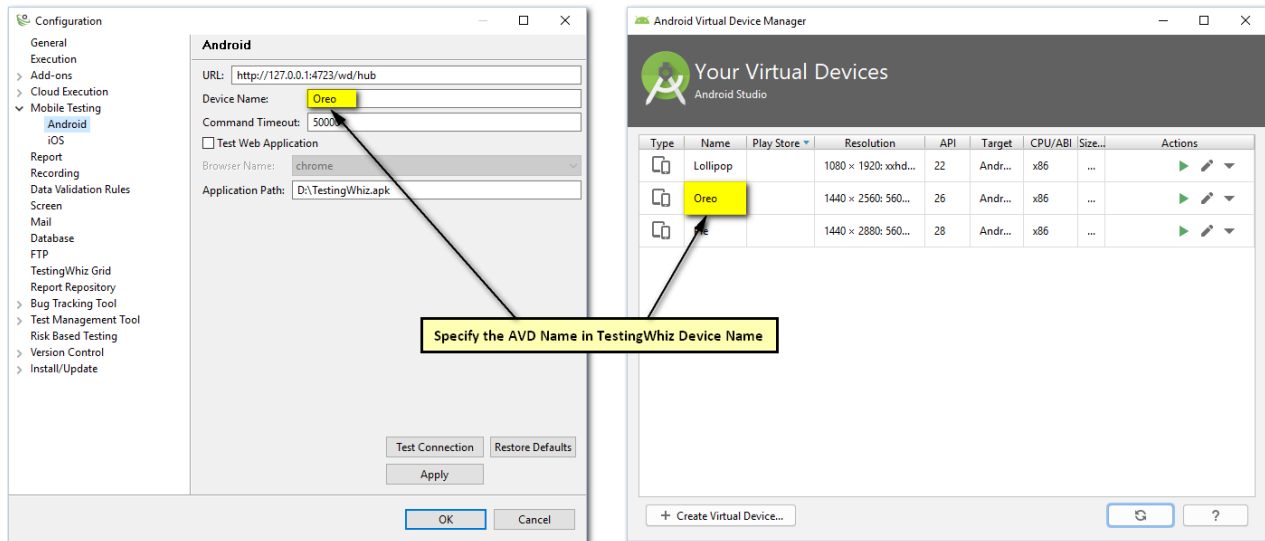 Configuration
General
Execution
Add-ons
Cloud Execution
Mobile Testing
Android
iOS
Report
Recording
Data Validation Rules
Screen
Mail
Database
FTP
TestingWhiz Grid
Report Repository
Bug Tracking Tool
Test Management Tool
Risk Based Testing
Version Control
Install/Update
Android
URL: http://127.0.0.1:4723/wd/hub
Device Name: Oreo
Command Timeout: 50000
Test Web Application
Browser Name: chrome
Application Path: D:\TestingWhiz.apk
Test Connection Restore Defaults
Apply
OK Cancel
Specify the AVD Name in TestingWhiz Device Name
Android Virtual Device Manager
Your Virtual Devices
Android Studio
Type Name Play Store Resolution API Target CPU/ABI Size... Actions
Lollipop 1080 × 1920: xxhd... 22 Andr... x86 ...
Oreo 1440 × 2560: 560... 26 Andr... x86 ...
Pie 1440 × 2880: 560... 28 Andr... x86 ...
+ Create Virtual Device... ?